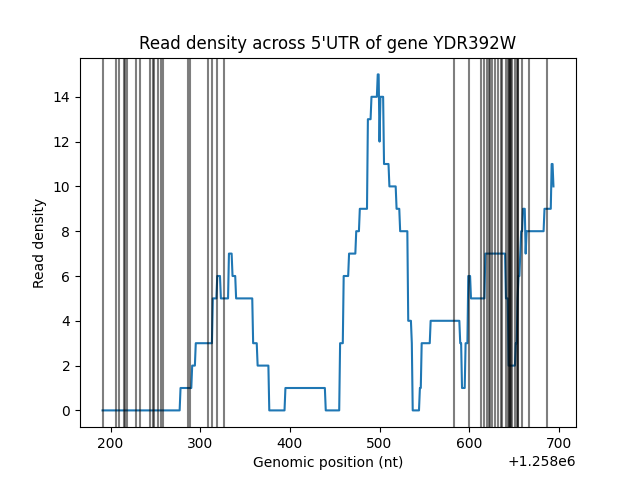 Read density across 5'UTR of gene YDR392W
14
12
10
8
6
4
2
0
Read density
200 300 400 500 600 700
Genomic position (nt)
+1.258e6